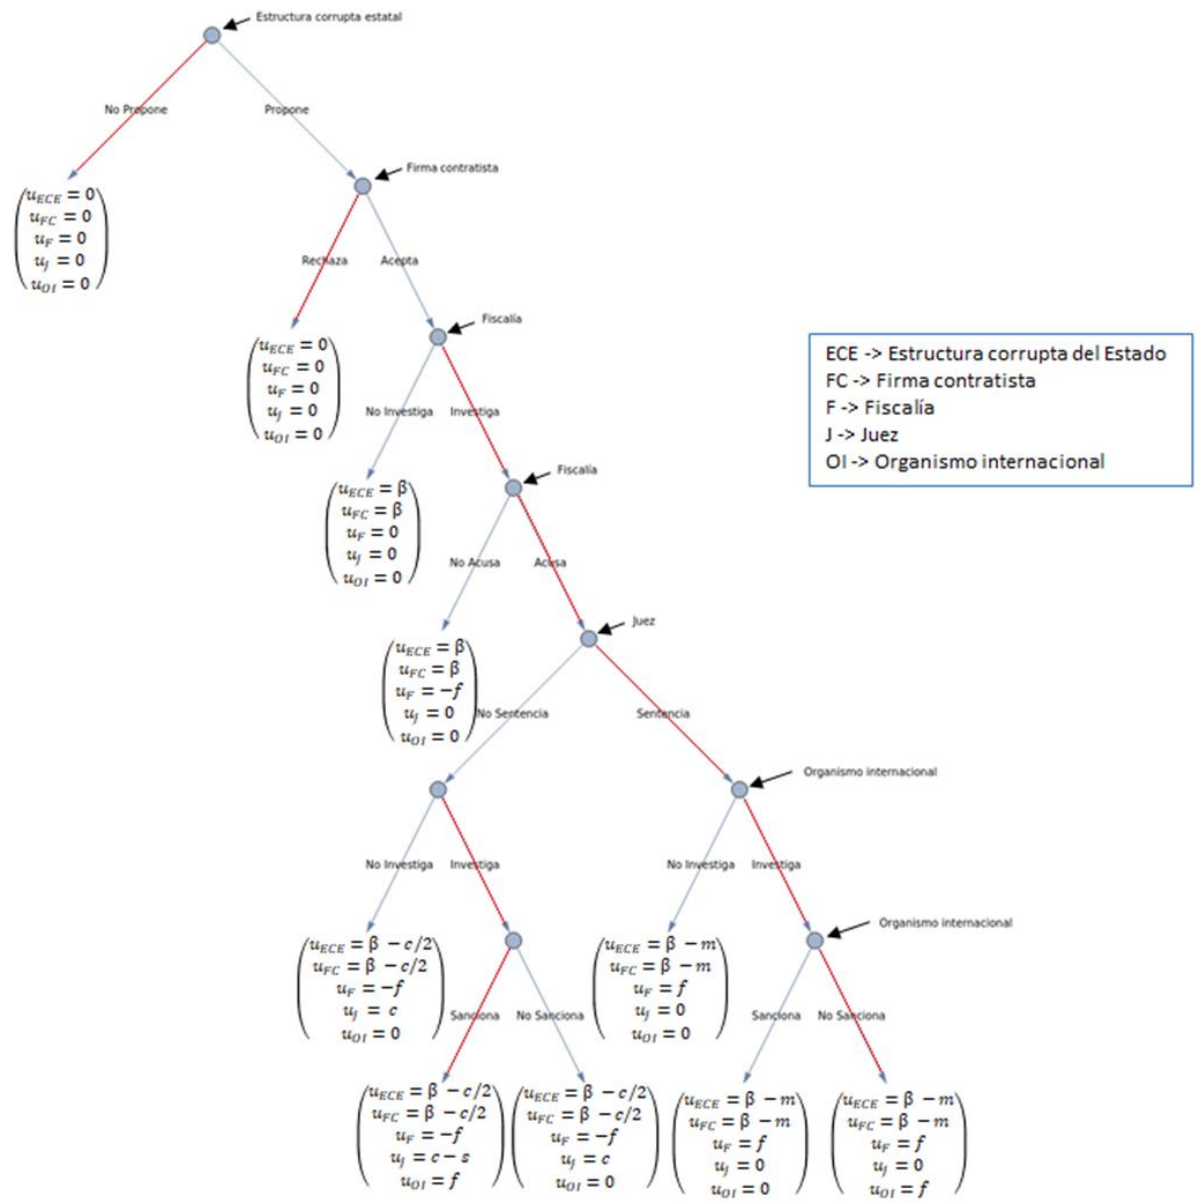 Estructura corrupta estatal
No Propone
Propone
Firma contratista
u_ECE = 0
u_FC = 0
u_F = 0
u_J = 0
u_OI = 0
Rechaza
Acepta
Fiscalía
u_ECE = 0
u_FC = 0
u_F = 0
u_J = 0
u_OI = 0
ECE -> Estructura corrupta del Estado
FC -> Firma contratista
F -> Fiscalía
J -> Juez
OI -> Organismo internacional
No Investiga
Investiga
Fiscalía
u_ECE = β
u_FC = β
u_F = 0
u_J = 0
u_OI = 0
No Acusa
Acusa
Juez
u_ECE = β
u_FC = β
u_F = −f
u_J = 0
u_OI = 0
No Sentencia
Sentencia
Organismo internacional
No Investiga
Investiga
No Investiga
Investiga
Organismo internacional
u_ECE = β − c/2
u_FC = β − c/2
u_F = −f
u_J = c
u_OI = 0
u_ECE = β − m
u_FC = β − m
u_F = f
u_J = 0
u_OI = 0
Sanciona
No Sanciona
Sanciona
No Sanciona
u_ECE = β − c/2
u_FC = β − c/2
u_F = −f
u_J = c − s
u_OI = f
u_ECE = β − c/2
u_FC = β − c/2
u_F = −f
u_J = c
u_OI = 0
u_ECE = β − m
u_FC = β − m
u_F = f
u_J = 0
u_OI = 0
u_ECE = β − m
u_FC = β − m
u_F = f
u_J = 0
u_OI = f